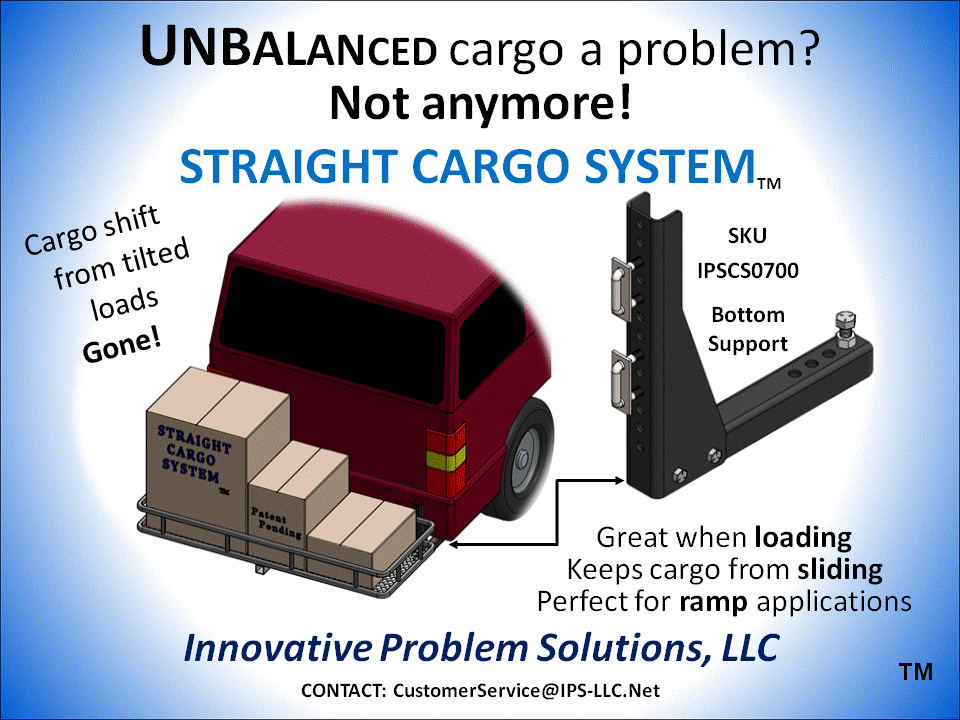 UNBALANCED cargo a problem?
Not anymore!
STRAIGHT CARGO SYSTEM™
Cargo shift
from tilted
loads
Gone!
SKU
IPSCS0700
Bottom
Support
STRAIGHT
CARGO
SYSTEM
TM
Patent
Pending
Great when loading
Keeps cargo from sliding
Perfect for ramp applications
Innovative Problem Solutions, LLC
TM
CONTACT: CustomerService@IPS-LLC.Net